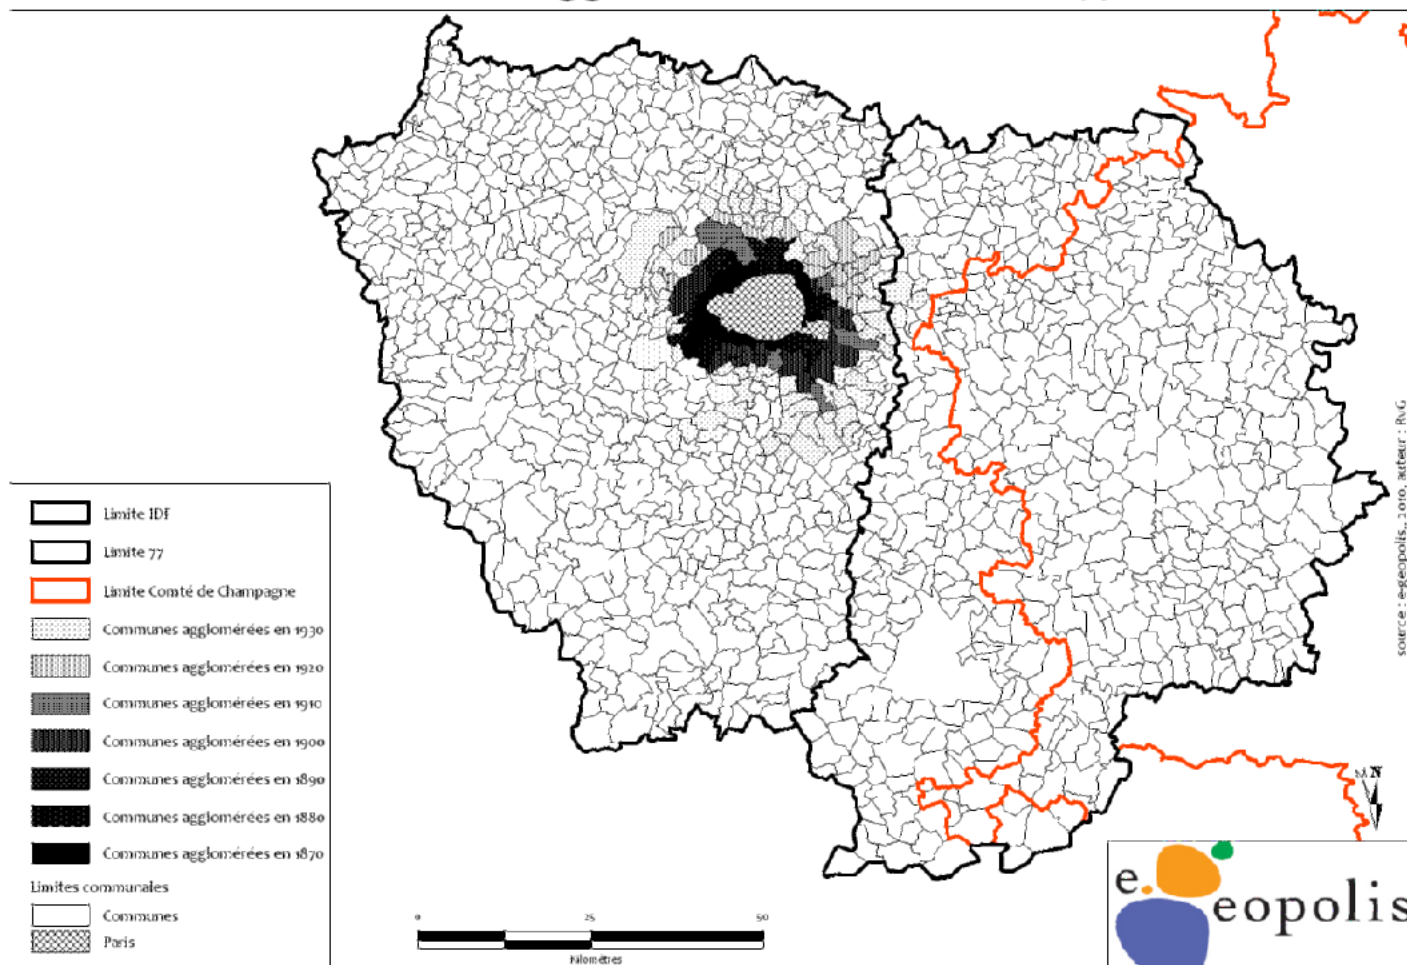 Limite IDF
Limite 77
Limite Comté de Champagne
Communes agglomérées en 1930
Communes agglomérées en 1920
Communes agglomérées en 1910
Communes agglomérées en 1900
Communes agglomérées en 1890
Communes agglomérées en 1880
Communes agglomérées en 1870
Limites communales
Communes
Paris
0 25 50
Kilomètres
source : e-geopolis, 2010, auteur : RvG
N
e.
eopolis